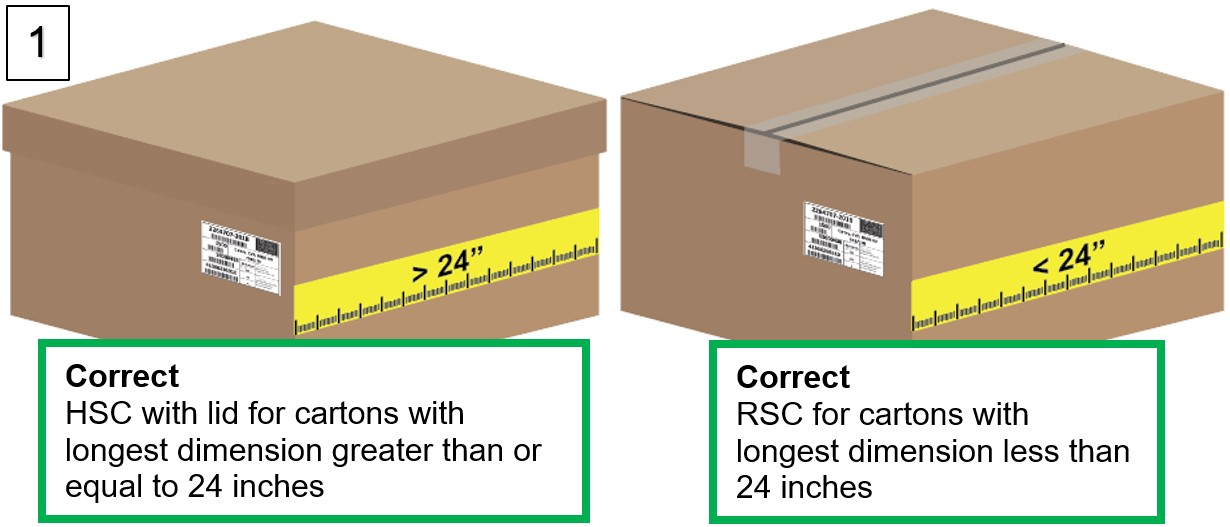 1
> 24”
< 24”
Correct
HSC with lid for cartons with
longest dimension greater than or
equal to 24 inches
Correct
RSC for cartons with
longest dimension less than
24 inches